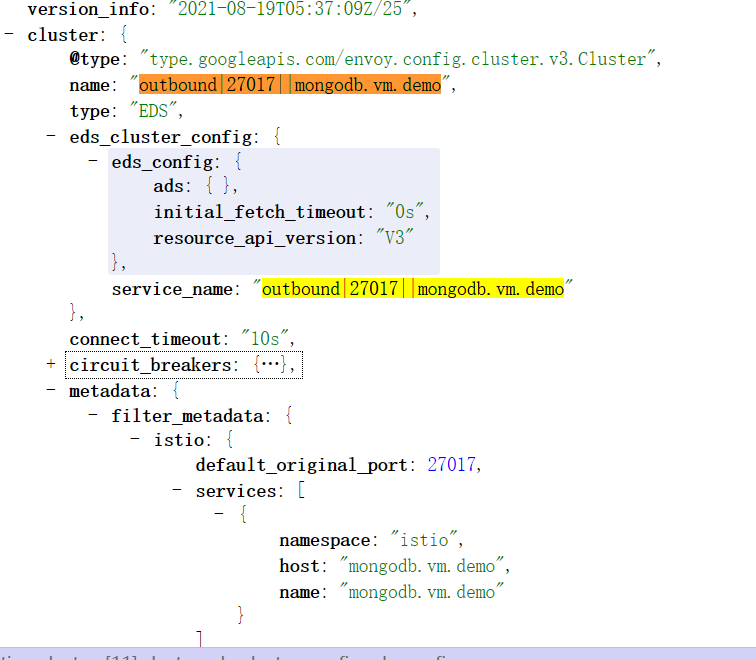 version_info: "2021-08-19T05:37:09Z/25",
- cluster: {
@type: "type.googleapis.com/envoy.config.cluster.v3.Cluster",
name: "outbound|27017||mongodb.vm.demo",
type: "EDS",
- eds_cluster_config: {
- eds_config: {
ads: { },
initial_fetch_timeout: "0s",
resource_api_version: "V3"
},
service_name: "outbound|27017||mongodb.vm.demo"
},
connect_timeout: "10s",
+ circuit_breakers: {…},
- metadata: {
- filter_metadata: {
- istio: {
default_original_port: 27017,
- services: [
- {
namespace: "istio",
host: "mongodb.vm.demo",
name: "mongodb.vm.demo"
}
]